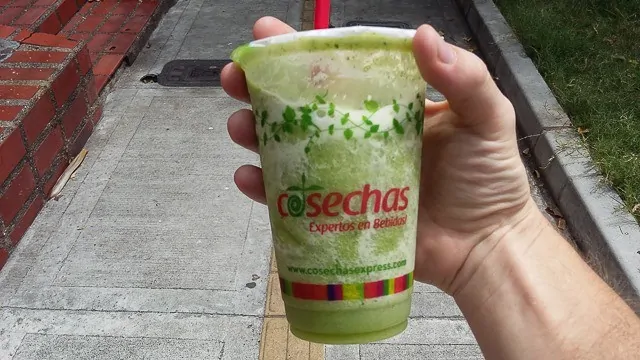 cosechas
Expertos en Bebidas!
www.cosechasexpress.com